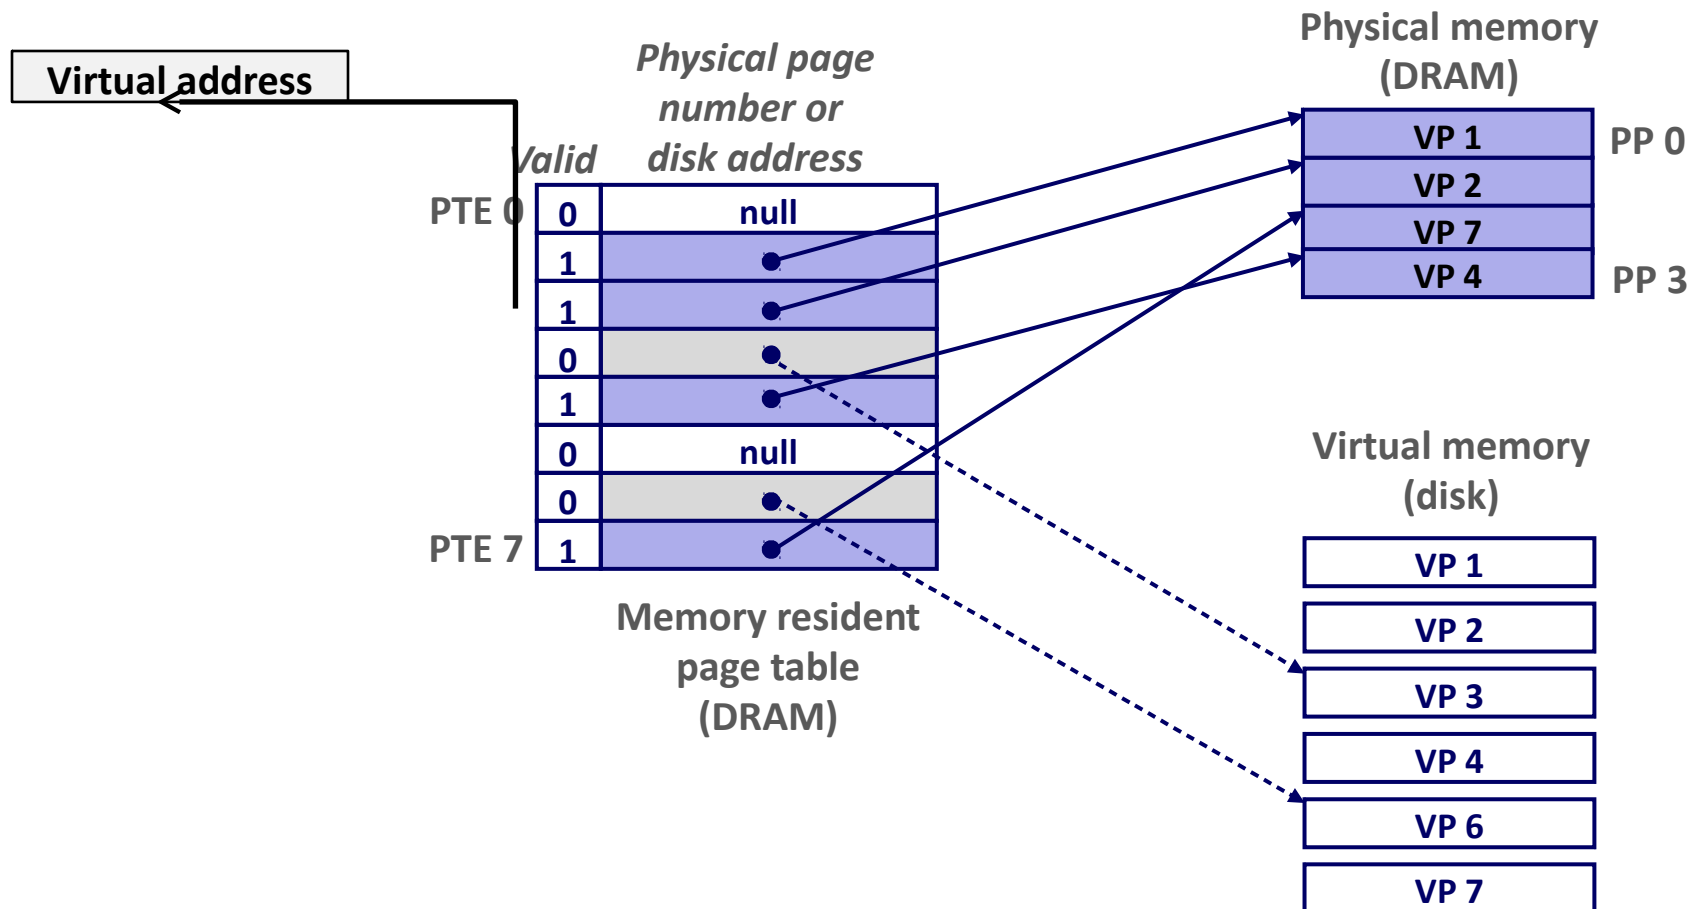 Virtual address
Physical page
number or
disk address
Valid
PTE 0
0
null
1
1
0
1
0
null
0
PTE 7
1
Memory resident
page table
(DRAM)
Physical memory
(DRAM)
VP 1
PP 0
VP 2
VP 7
VP 4
PP 3
Virtual memory
(disk)
VP 1
VP 2
VP 3
VP 4
VP 6
VP 7